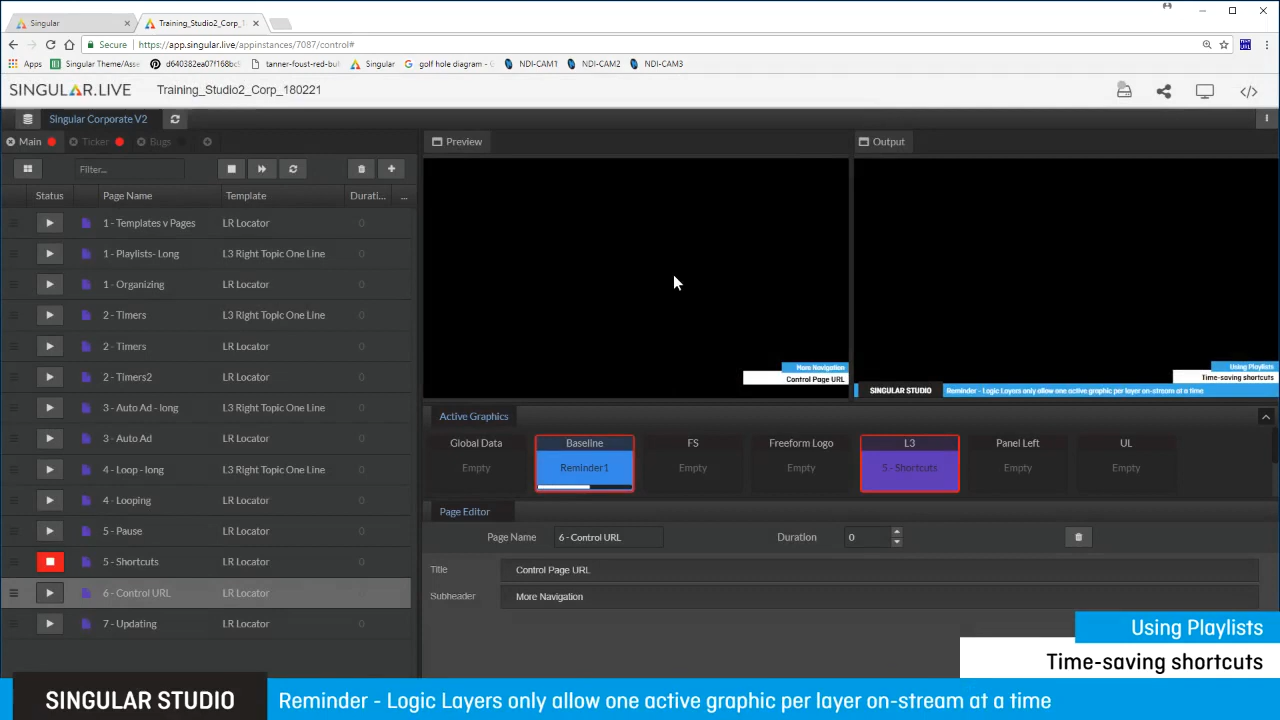 Singular
Training_Studio2_Corp_1
Secure https://app.singular.live/appinstances/7087/control#
Apps Singular Theme/Asse d640382ea07f168bc5 tanner-foust-red-bul Singular golf hole diagram - G NDI-CAM1 NDI-CAM2 NDI-CAM3
SINGULAR.LIVE Training_Studio2_Corp_180221
Singular Corporate V2
Main Ticker Bugs
Preview
Output
Filter...
Status Page Name Template Durati... ...
1 - Templates v Pages LR Locator 0
1 - Playlists- Long L3 Right Topic One Line 0
1 - Organizing LR Locator 0
2 - TImers L3 Right Topic One Line 0
2 - Timers LR Locator 0
2 - Timers2 LR Locator 0
3 - Auto Ad - long L3 Right Topic One Line 0
3 - Auto Ad LR Locator 0
4 - Loop - long L3 Right Topic One Line 0
4 - Looping LR Locator 0
5 - Pause LR Locator 0
5 - Shortcuts LR Locator 0
6 - Control URL LR Locator 0
7 - Updating LR Locator 0
More Navigation
Control Page URL
Using Playlists
Time-saving shortcuts
SINGULAR STUDIO Reminder - Logic Layers only allow one active graphic per layer on-stream at a time
Active Graphics
Global Data Baseline FS Freeform Logo L3 Panel Left UL
Empty Reminder1 Empty Empty 5 - Shortcuts Empty Empty
Page Editor
Page Name 6 - Control URL Duration 0
Title Control Page URL
Subheader More Navigation
Using Playlists
Time-saving shortcuts
SINGULAR STUDIO Reminder - Logic Layers only allow one active graphic per layer on-stream at a time